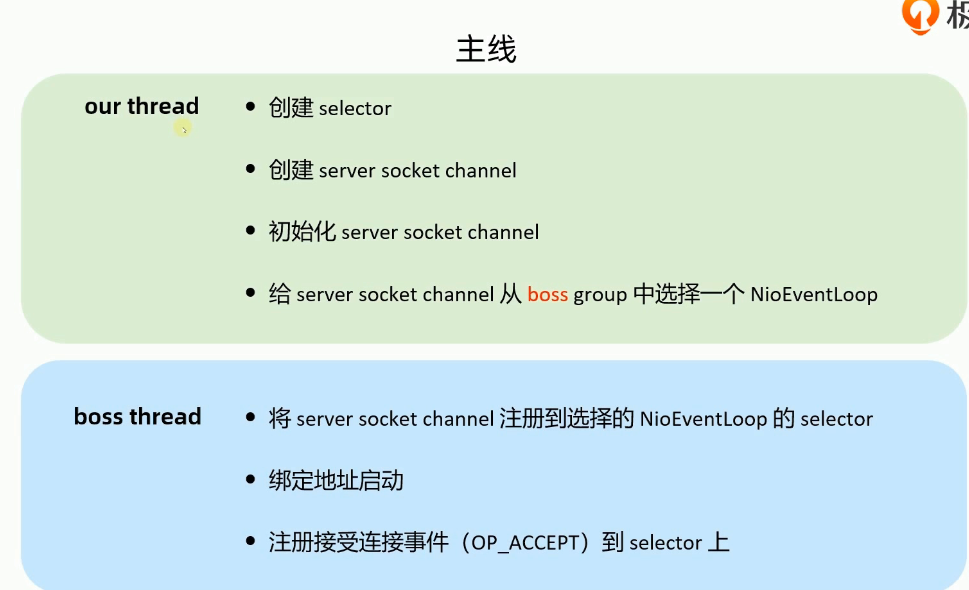 极
主线
our thread
• 创建 selector
• 创建 server socket channel
• 初始化 server socket channel
• 给 server socket channel 从 boss group 中选择一个 NioEventLoop
boss thread
• 将 server socket channel 注册到选择的 NioEventLoop 的 selector
• 绑定地址启动
• 注册接受连接事件（OP_ACCEPT）到 selector 上